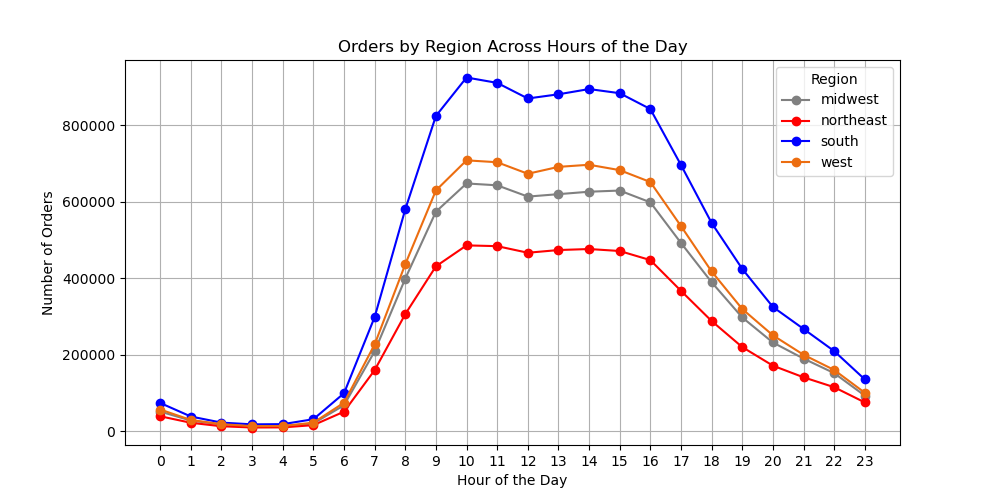 Orders by Region Across Hours of the Day
Region
midwest
northeast
south
west
Number of Orders
800000
600000
400000
200000
0
0 1 2 3 4 5 6 7 8 9 10 11 12 13 14 15 16 17 18 19 20 21 22 23
Hour of the Day